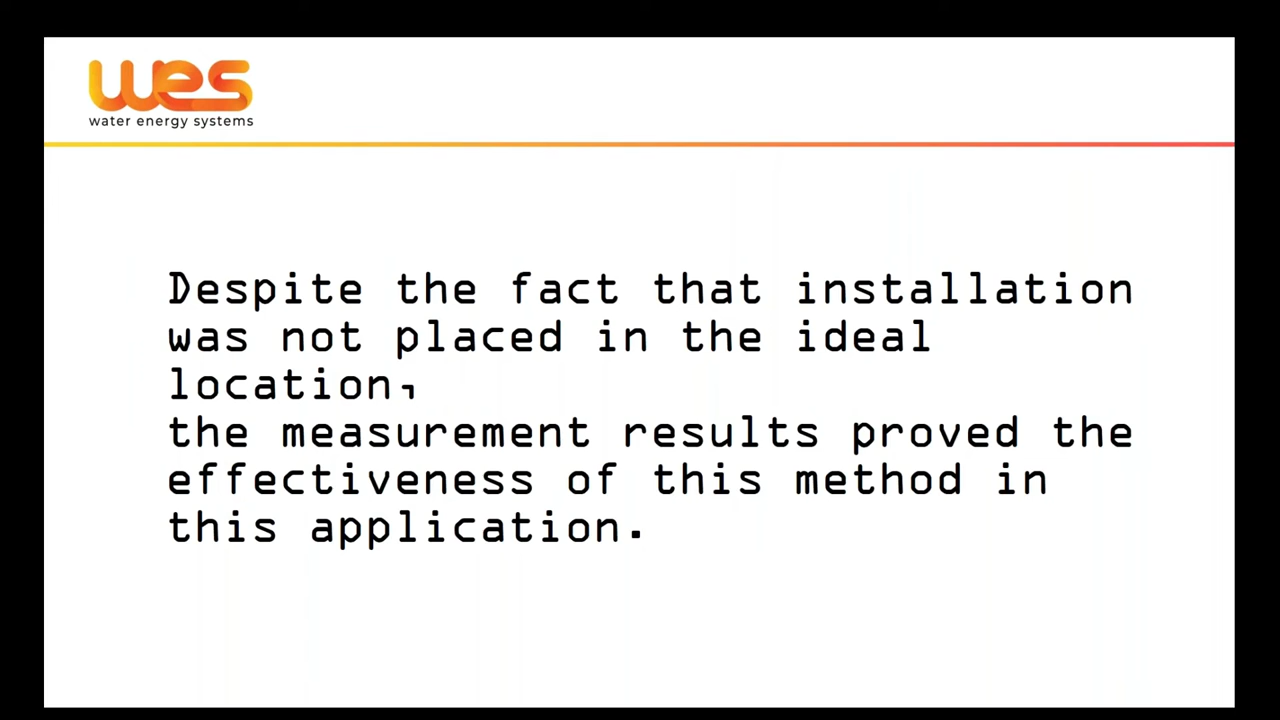 wes
water energy systems
Despite the fact that installation
was not placed in the ideal
location,
the measurement results proved the
effectiveness of this method in
this application.